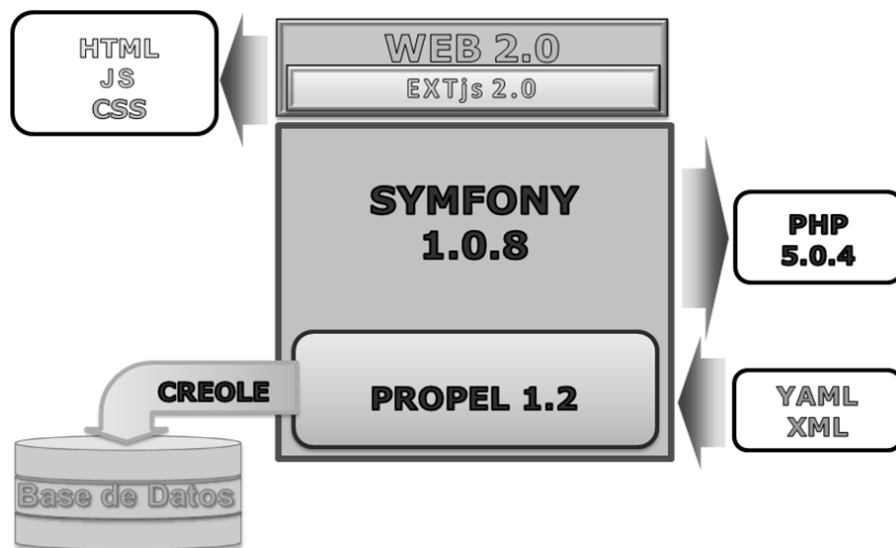 HTML
JS
CSS
WEB 2.0
EXTjs 2.0
SYMFONY
1.0.8
PHP
5.0.4
CREOLE
PROPEL 1.2
YAML
XML
Base de Datos